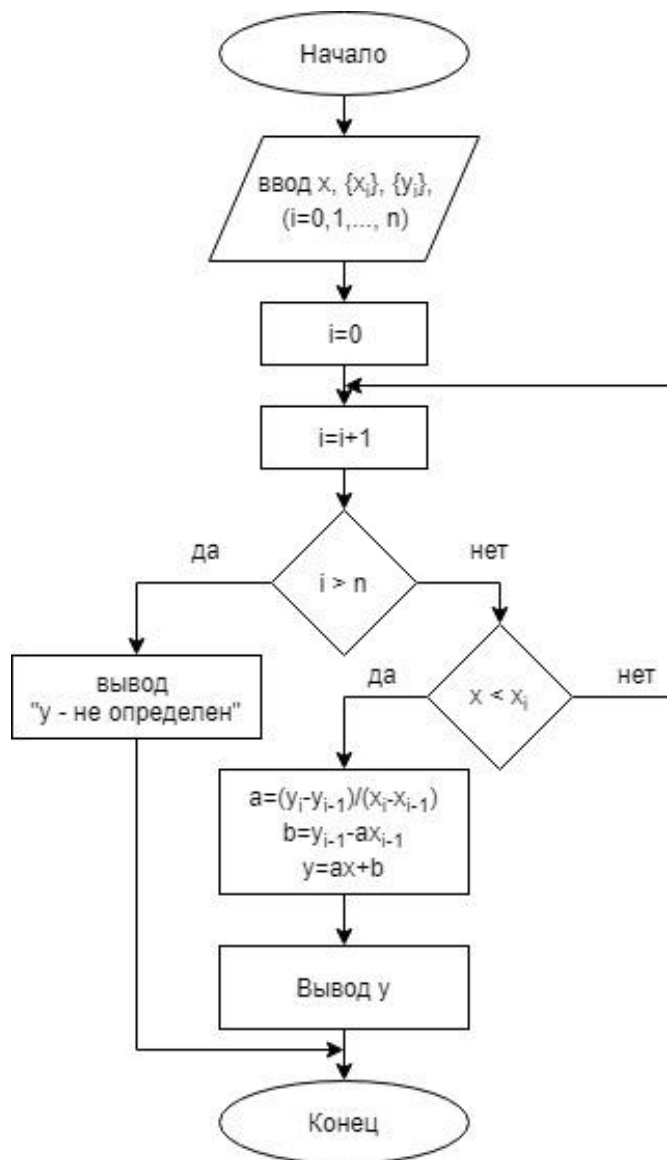 Начало
ввод x, {xᵢ}, {yᵢ},
(i=0,1,..., n)
i=0
i=i+1
да
нет
i > n
вывод
"y - не определен"
да
нет
x < xᵢ
a=(yᵢ-yᵢ₋₁)/(xᵢ-xᵢ₋₁)
b=yᵢ₋₁-axᵢ₋₁
y=ax+b
Вывод y
Конец